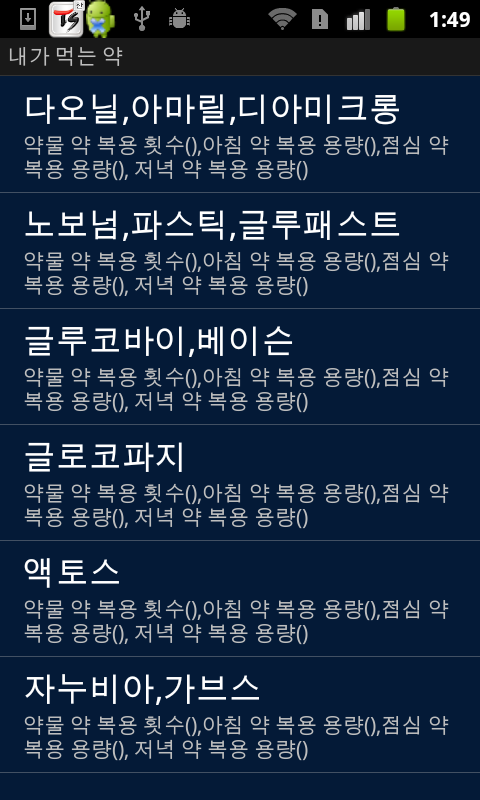 1:49
내가 먹는 약
다오닐,아마릴,디아미크롱
약물 약 복용 횟수(),아침 약 복용 용량(),점심 약
복용 용량(), 저녁 약 복용 용량()
노보넘,파스틱,글루패스트
약물 약 복용 횟수(),아침 약 복용 용량(),점심 약
복용 용량(), 저녁 약 복용 용량()
글루코바이,베이슨
약물 약 복용 횟수(),아침 약 복용 용량(),점심 약
복용 용량(), 저녁 약 복용 용량()
글로코파지
약물 약 복용 횟수(),아침 약 복용 용량(),점심 약
복용 용량(), 저녁 약 복용 용량()
액토스
약물 약 복용 횟수(),아침 약 복용 용량(),점심 약
복용 용량(), 저녁 약 복용 용량()
자누비아,가브스
약물 약 복용 횟수(),아침 약 복용 용량(),점심 약
복용 용량(), 저녁 약 복용 용량()